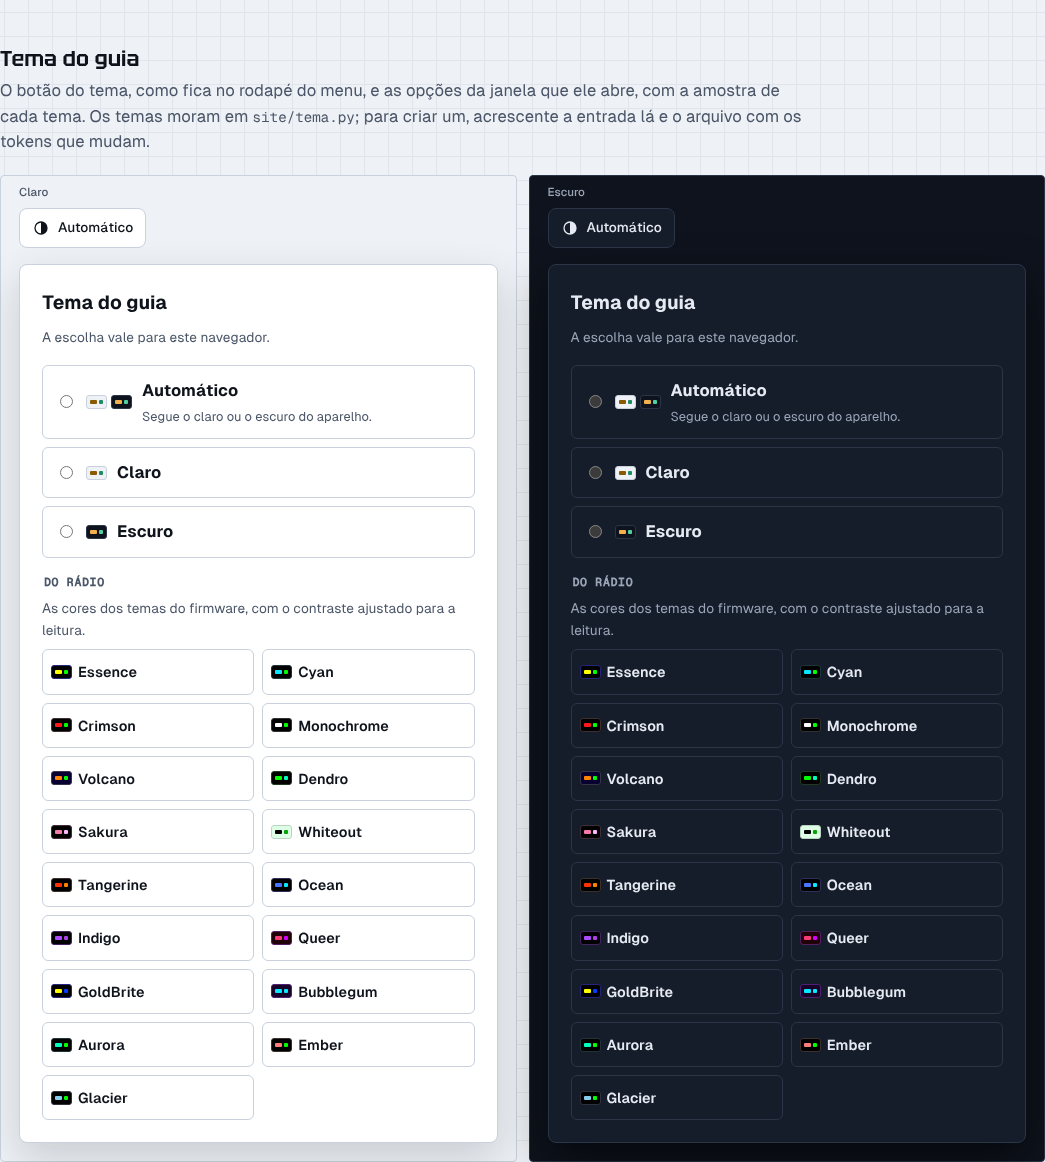 Tema do guia
O botão do tema, como fica no rodapé do menu, e as opções da janela que ele abre, com a amostra de
cada tema. Os temas moram em site/tema.py; para criar um, acrescente a entrada lá e o arquivo com os
tokens que mudam.
Claro
Automático
Tema do guia
A escolha vale para este navegador.
Automático
Segue o claro ou o escuro do aparelho.
Claro
Escuro
DO RÁDIO
As cores dos temas do firmware, com o contraste ajustado para a
leitura.
Essence
Cyan
Crimson
Monochrome
Volcano
Dendro
Sakura
Whiteout
Tangerine
Ocean
Indigo
Queer
GoldBrite
Bubblegum
Aurora
Ember
Glacier
Escuro
Automático
Tema do guia
A escolha vale para este navegador.
Automático
Segue o claro ou o escuro do aparelho.
Claro
Escuro
DO RÁDIO
As cores dos temas do firmware, com o contraste ajustado para a
leitura.
Essence
Cyan
Crimson
Monochrome
Volcano
Dendro
Sakura
Whiteout
Tangerine
Ocean
Indigo
Queer
GoldBrite
Bubblegum
Aurora
Ember
Glacier